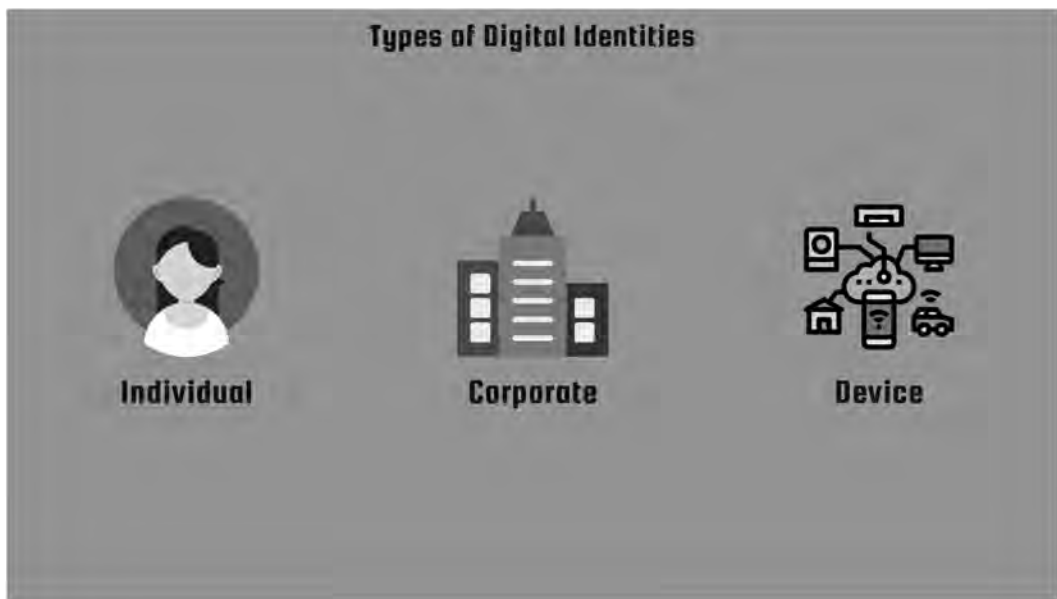 Types of Digital Identities
Individual
Corporate
Device